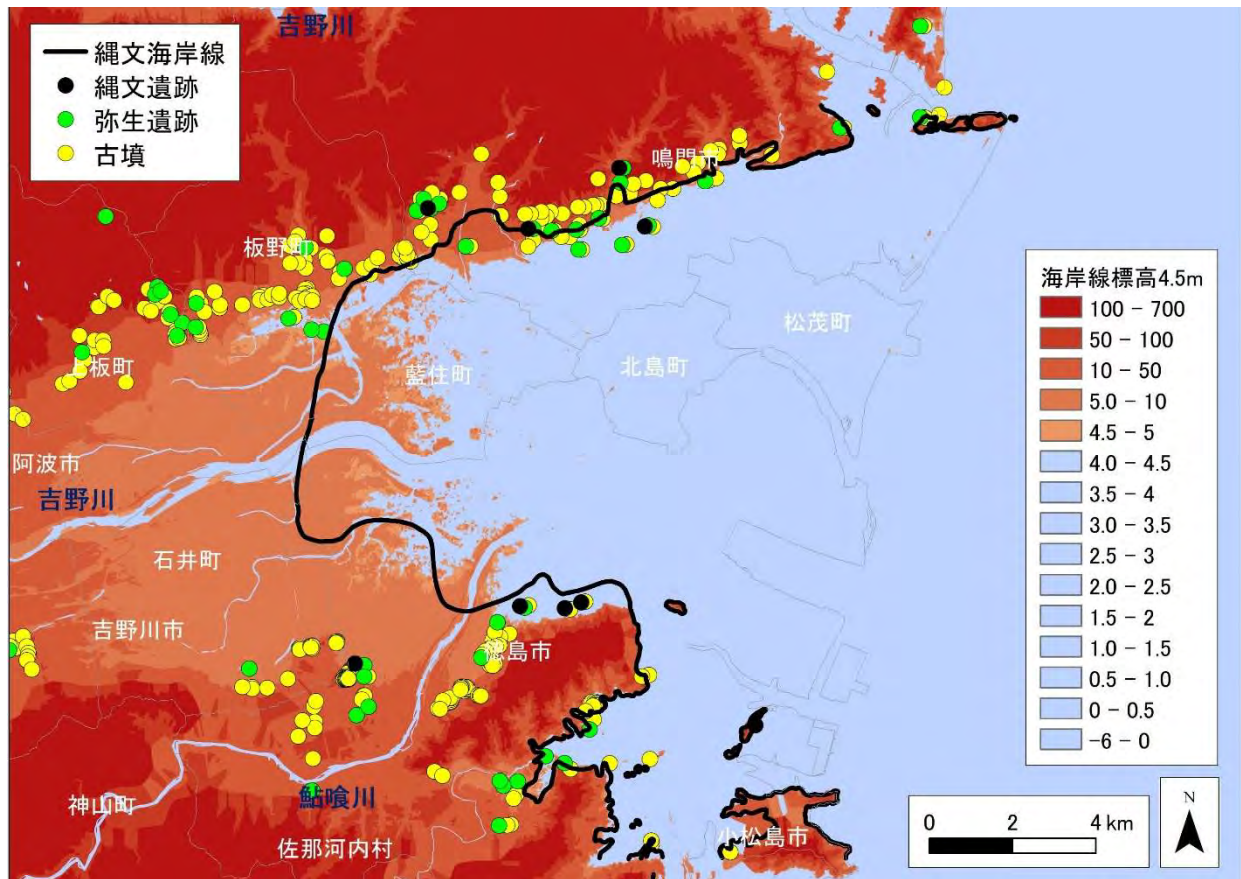 吉野川
縄文海岸線
縄文遺跡
弥生遺跡
古墳
鳴門市
板野町
松茂町
上板町
藍住町
北島町
阿波市
吉野川
石井町
吉野川市
徳島市
神山町
鮎喰川
佐那河内村
小松島市
海岸線標高4.5m
100 - 700
50 - 100
10 - 50
5.0 - 10
4.5 - 5
4.0 - 4.5
3.5 - 4
3.0 - 3.5
2.5 - 3
2.0 - 2.5
1.5 - 2
1.0 - 1.5
0.5 - 1.0
0 - 0.5
-6 - 0
0 2 4 km
N